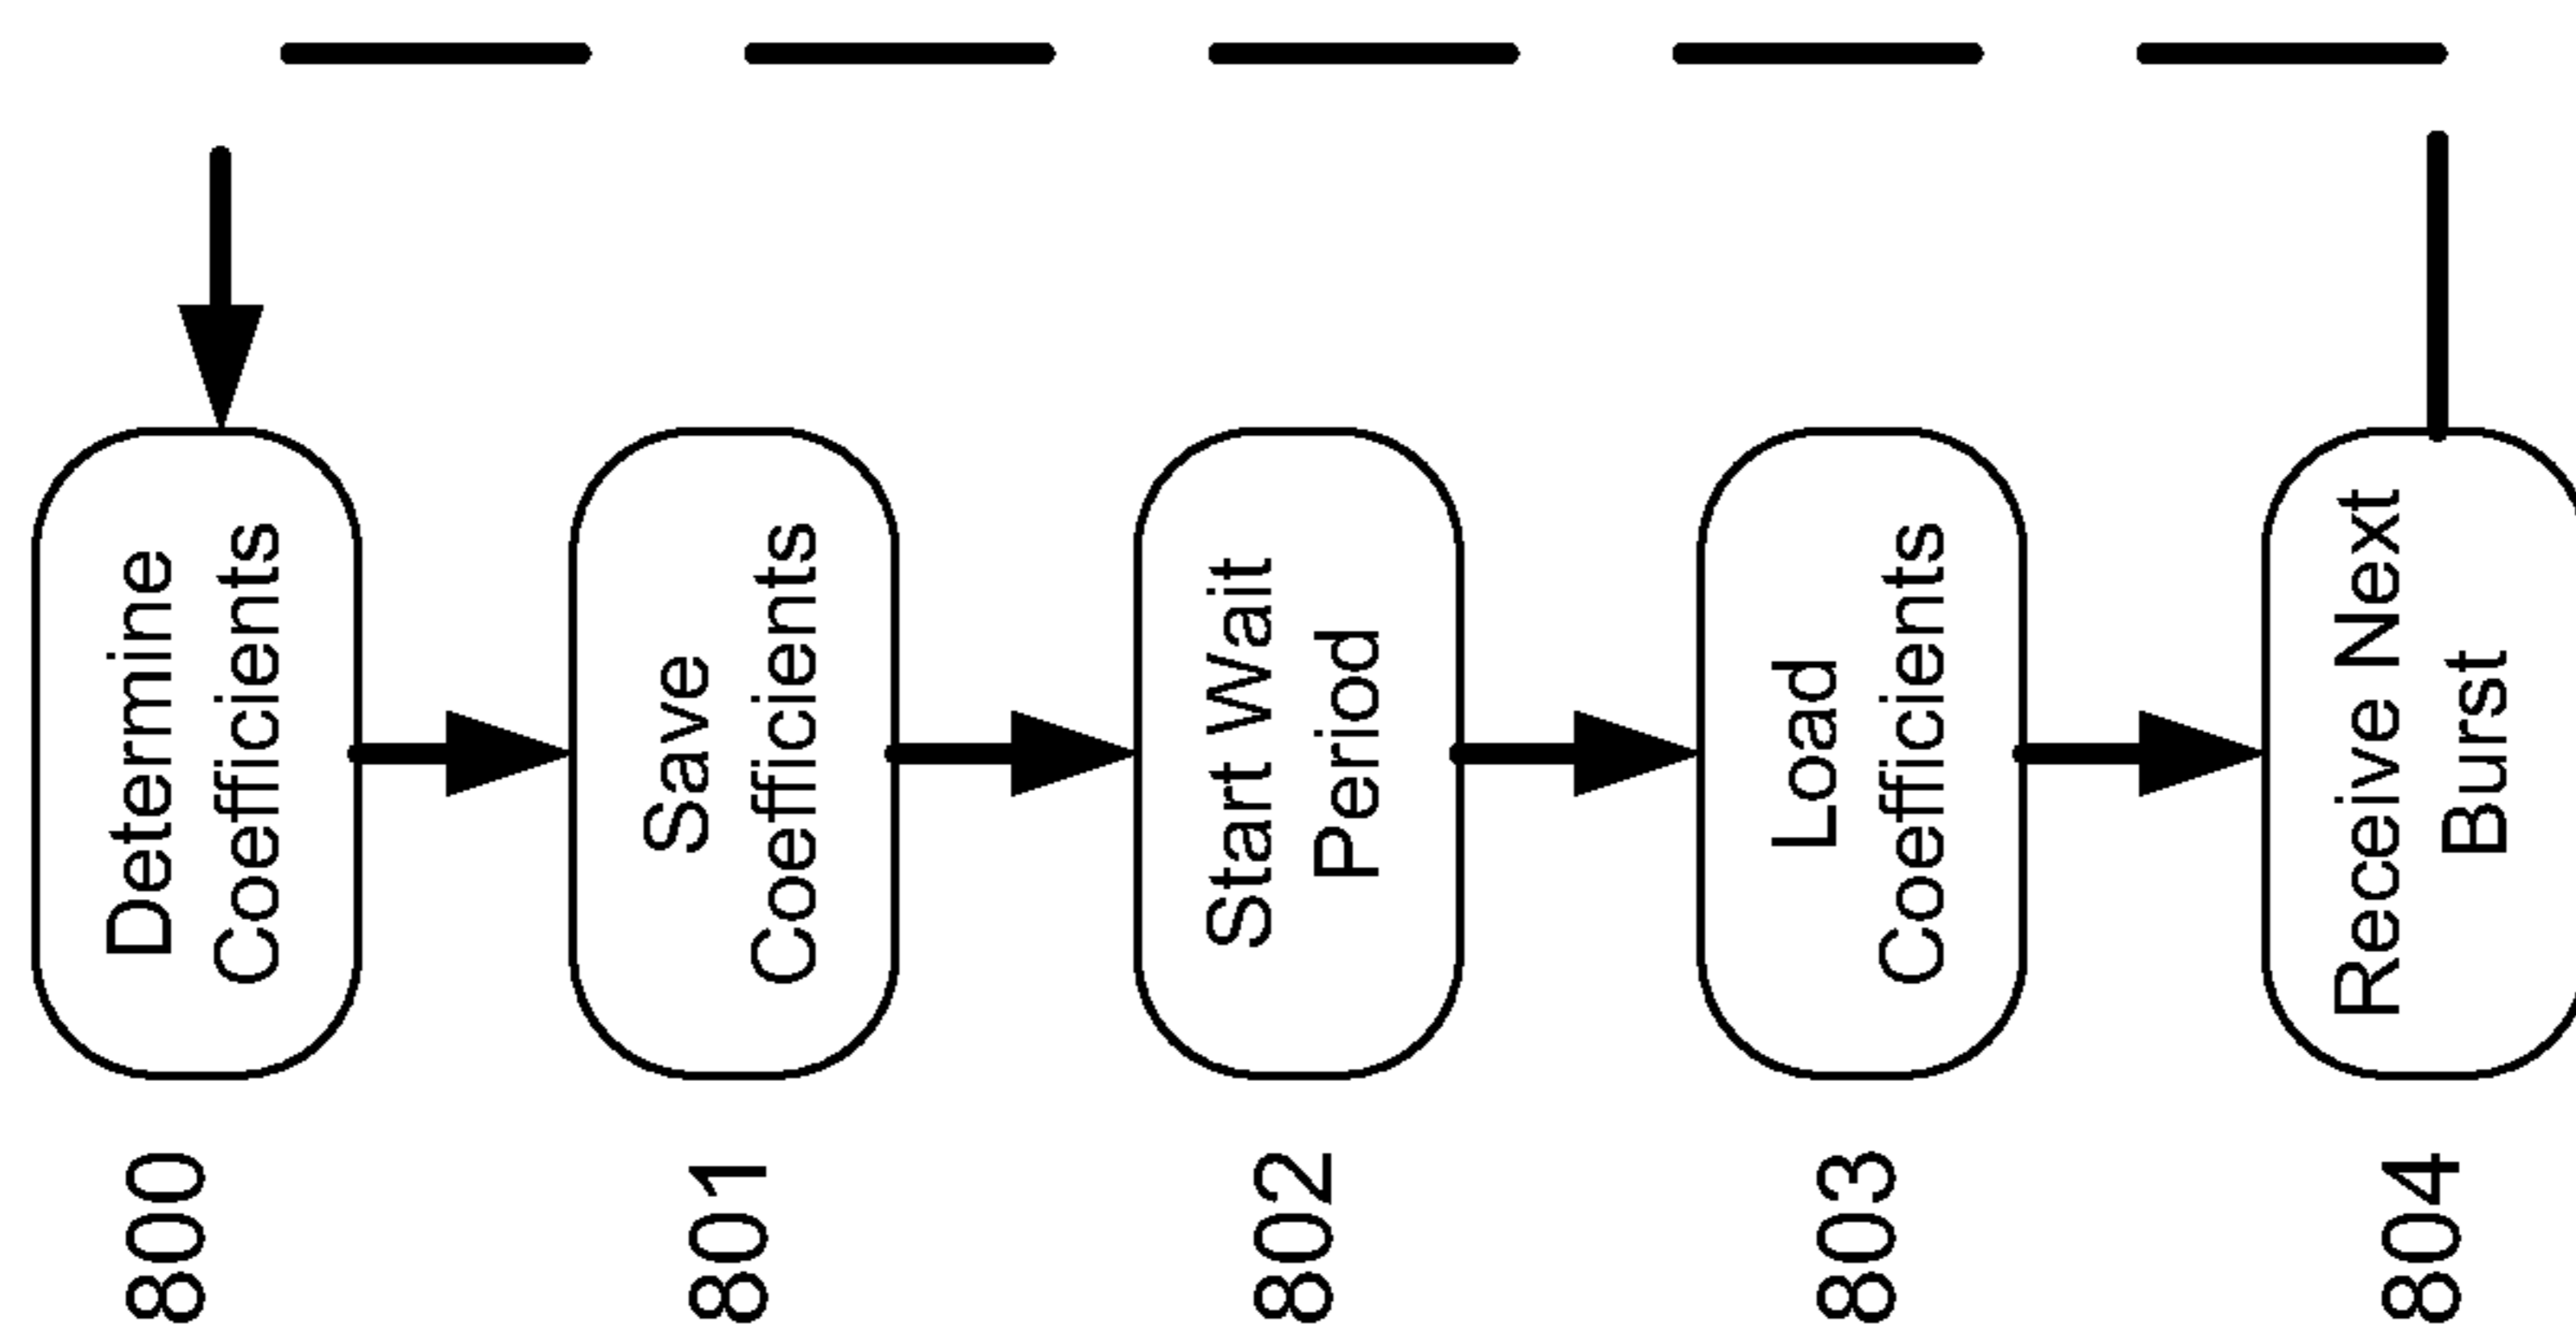 800
Determine
Coefficients
801
Save
Coefficients
802
Start Wait
Period
803
Load
Coefficients
804
Receive Next
Burst